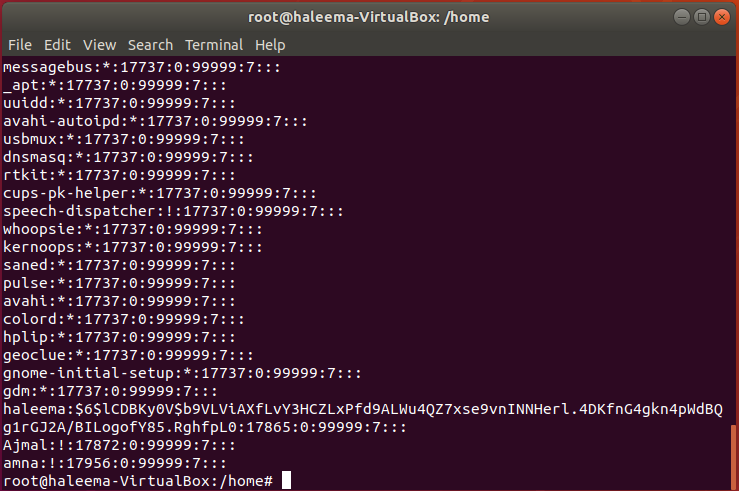 root@haleema-VirtualBox: /home
File Edit View Search Terminal Help
messagebus:*:17737:0:99999:7:::
_apt:*:17737:0:99999:7:::
uuidd:*:17737:0:99999:7:::
avahi-autoipd:*:17737:0:99999:7:::
usbmux:*:17737:0:99999:7:::
dnsmasq:*:17737:0:99999:7:::
rtkit:*:17737:0:99999:7:::
cups-pk-helper:*:17737:0:99999:7:::
speech-dispatcher:!:17737:0:99999:7:::
whoopsie:*:17737:0:99999:7:::
kernoops:*:17737:0:99999:7:::
saned:*:17737:0:99999:7:::
pulse:*:17737:0:99999:7:::
avahi:*:17737:0:99999:7:::
colord:*:17737:0:99999:7:::
hplip:*:17737:0:99999:7:::
geoclue:*:17737:0:99999:7:::
gnome-initial-setup:*:17737:0:99999:7:::
gdm:*:17737:0:99999:7:::
haleema:$6$lCDBKy0V$b9VLViAXfLvY3HCZLxPfd9ALWu4QZ7xse9vnINNHerl.4DKfnG4gkn4pWdBQ
g1rGJ2A/BILogofY85.RghfpL0:17865:0:99999:7:::
Ajmal:!:17872:0:99999:7:::
amna:!:17956:0:99999:7:::
root@haleema-VirtualBox:/home#